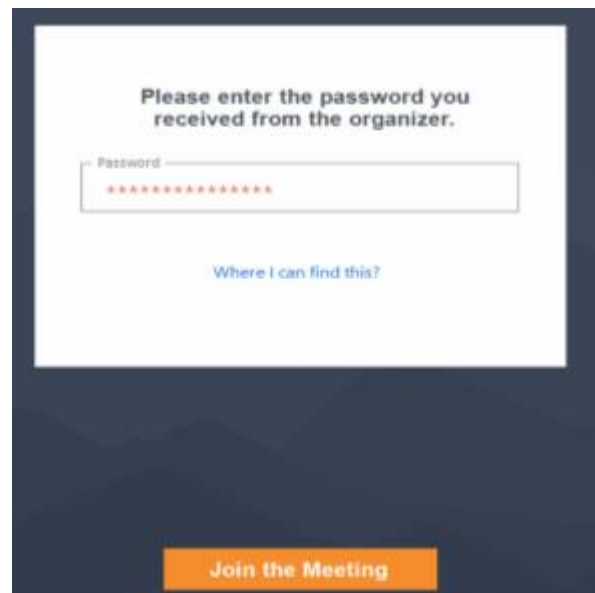 Please enter the password you
received from the organizer.
Password
***************
Where I can find this?
Join the Meeting